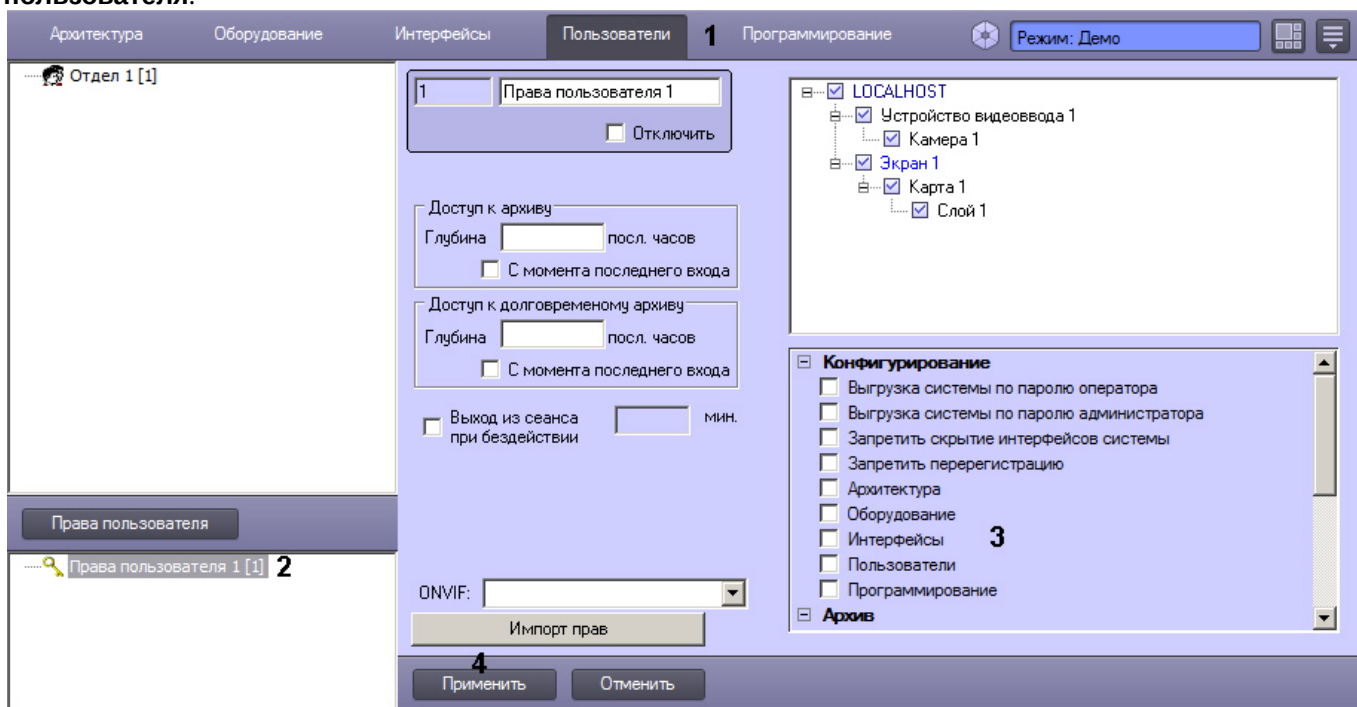 пользователя.
Архитектура Оборудование Интерфейсы Пользователи 1 Программирование Режим: Демо
Отдел 1 [1]
1 Права пользователя 1
Отключить
Доступ к архиву
Глубина посл. часов
С момента последнего входа
Доступ к долговременому архиву
Глубина посл. часов
С момента последнего входа
Выход из сеанса
при бездействии мин.
ONVIF:
Импорт прав
LOCALHOST
Устройство видеоввода 1
Камера 1
Экран 1
Карта 1
Слой 1
Конфигурирование
Выгрузка системы по паролю оператора
Выгрузка системы по паролю администратора
Запретить скрытие интерфейсов системы
Запретить перерегистрацию
Архитектура
Оборудование
Интерфейсы 3
Пользователи
Программирование
Архив
Права пользователя
Права пользователя 1 [1] 2
4
Применить Отменить